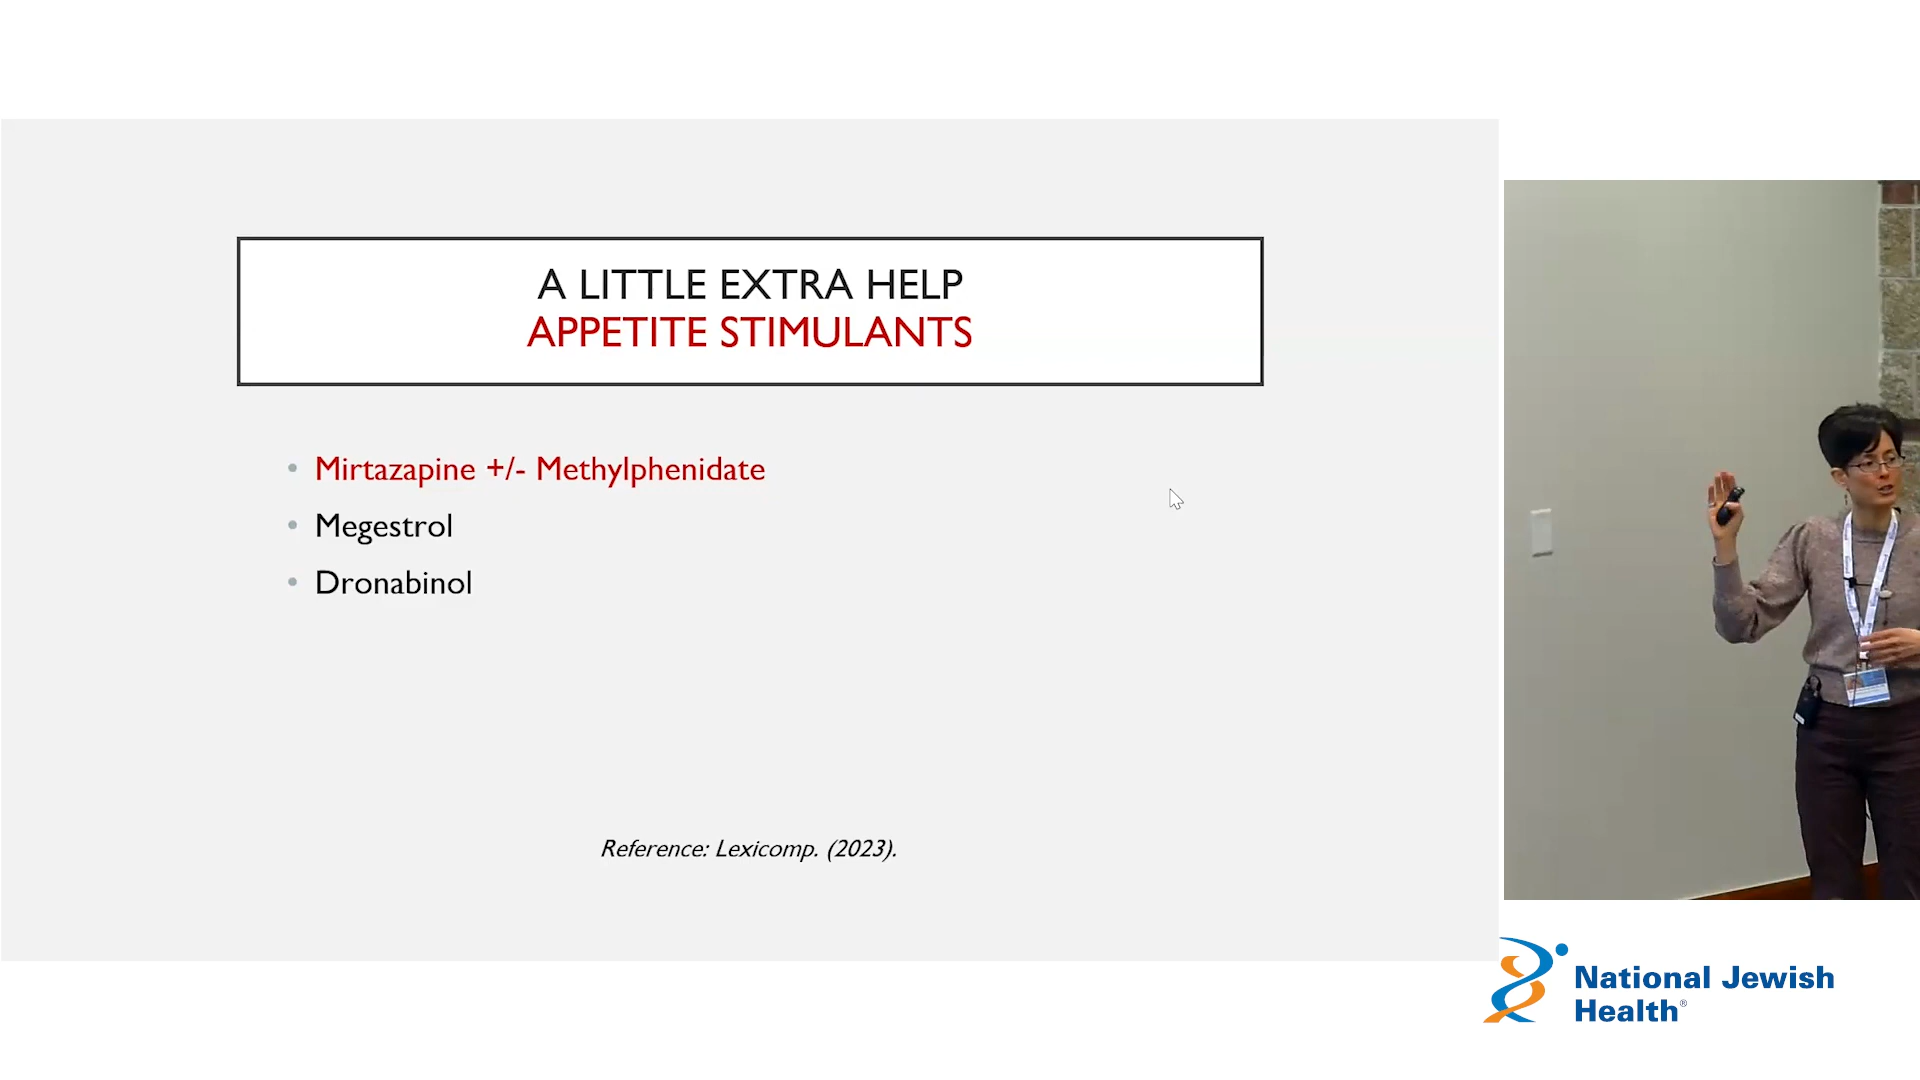 A LITTLE EXTRA HELP
APPETITE STIMULANTS
• Mirtazapine +/- Methylphenidate
• Megestrol
• Dronabinol
Reference: Lexicomp. (2023).
National Jewish
Health®